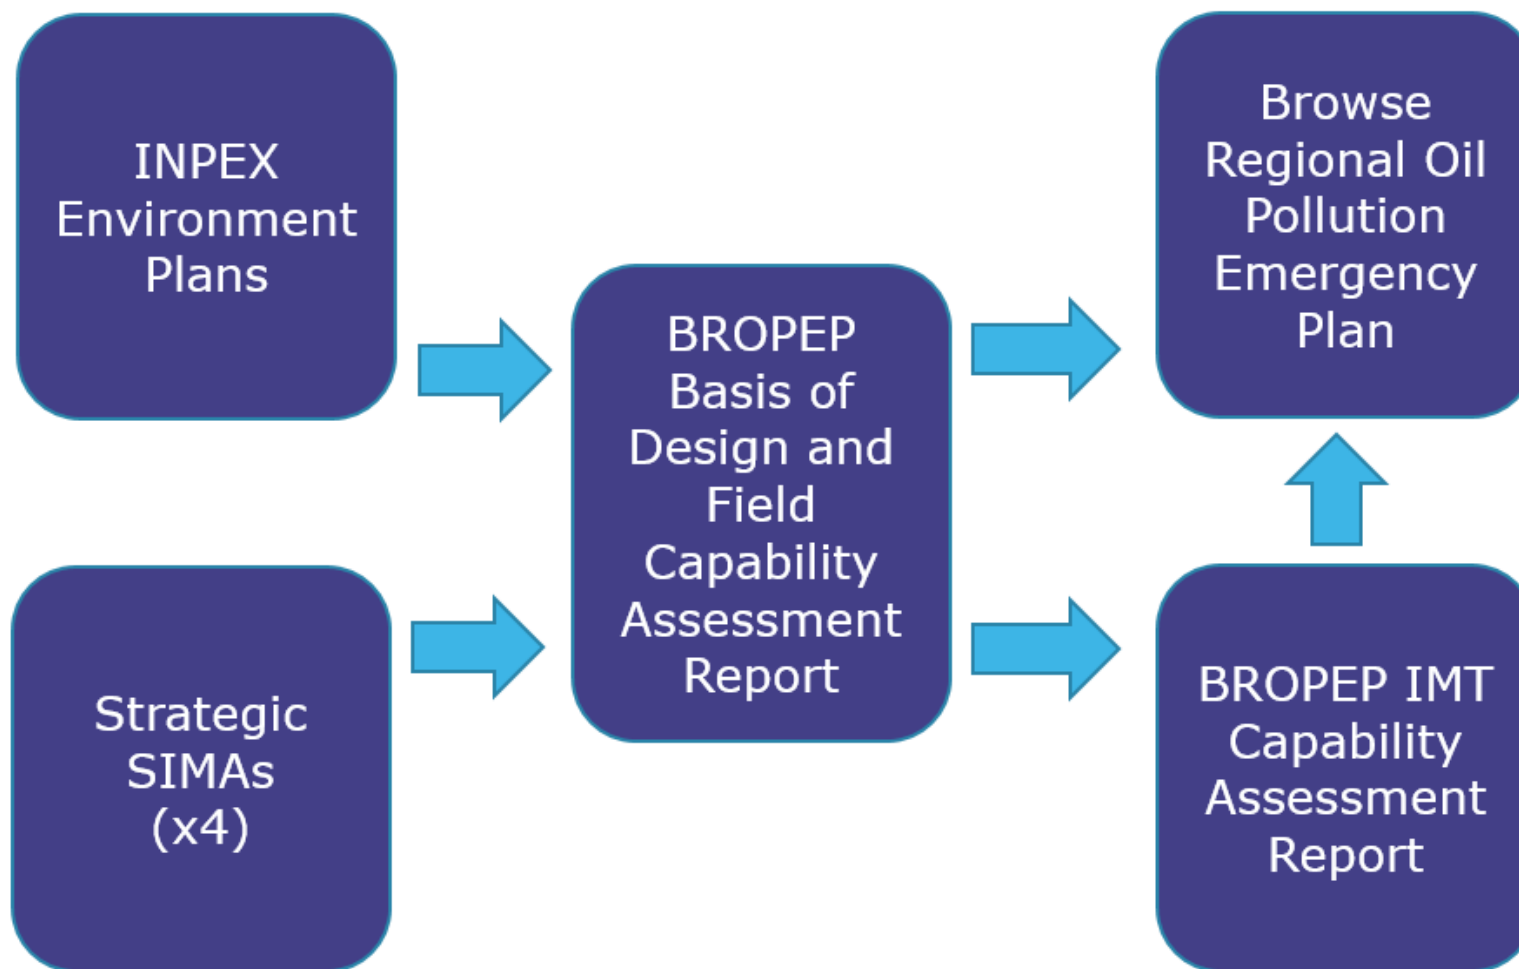 INPEX
Environment
Plans
Strategic
SIMAs
(x4)
BROPEP
Basis of
Design and
Field
Capability
Assessment
Report
Browse
Regional Oil
Pollution
Emergency
Plan
BROPEP IMT
Capability
Assessment
Report